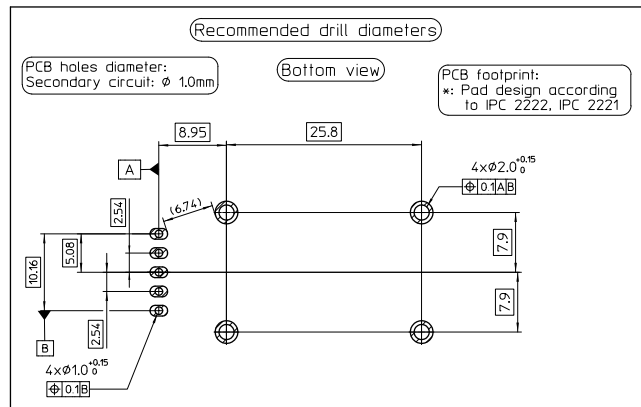 Recommended drill diameters
PCB holes diameter:
Secondary circuit: ϕ 1.0mm
Bottom view
PCB footprint:
*: Pad design according
to IPC 2222, IPC 2221
8.95
25.8
A
4xϕ2.0 +0.15 0
⌖ 0.1 A B
(6.74)
2.54
5.08
10.16
7.9
7.9
2.54
B
4xϕ1.0 +0.15 0
⌖ 0.1 B